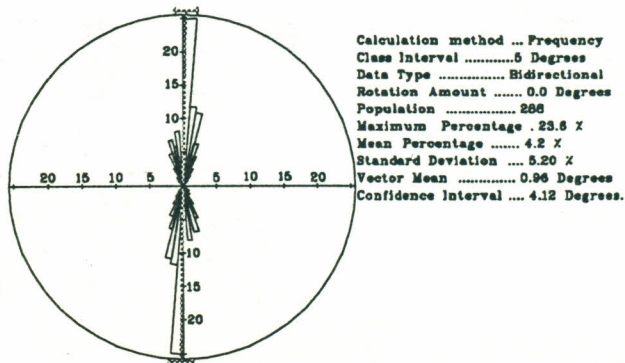 25
20
15
10
20 15 10 5 5 10 15 20 25
10
15
20
Calculation method ... Frequency
Class Interval ............5 Degrees
Data Type ................ Bidirectional
Rotation Amount ....... 0.0 Degrees
Population ................. 286
Maximum Percentage . 23.6 %
Mean Percentage ....... 4.2 %
Standard Deviation .... 5.20 %
Vector Mean ............... 0.96 Degrees
Confidence Interval .... 4.12 Degrees.